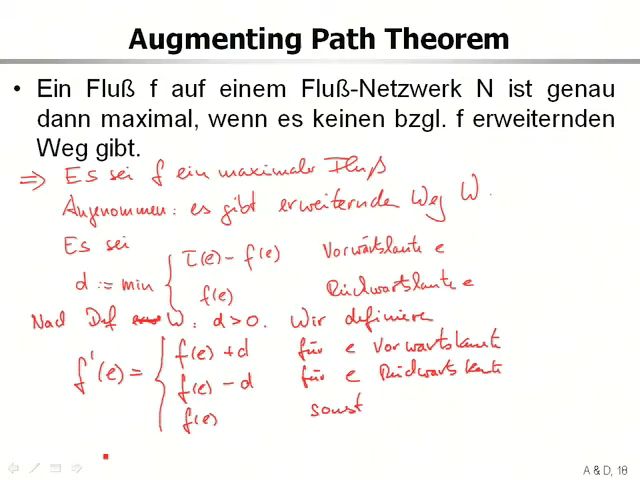 Augmenting Path Theorem
• Ein Fluß f auf einem Fluß-Netzwerk N ist genau
dann maximal, wenn es keinen bzgl. f erweiternden
Weg gibt.
⇒ Es sei f ein maximaler Fluß
Angenommen: es gibt erweiternden Weg W.
Es sei
d := min { τ(e) - f(e) Vorwärtskante e
f(e) Rückwärtskante e
Nach Def W: d > 0. Wir definieren
f'(e) = { f(e) + d für e Vorwärtskante
f(e) - d für e Rückwärtskante
f(e) sonst
A & D, 18